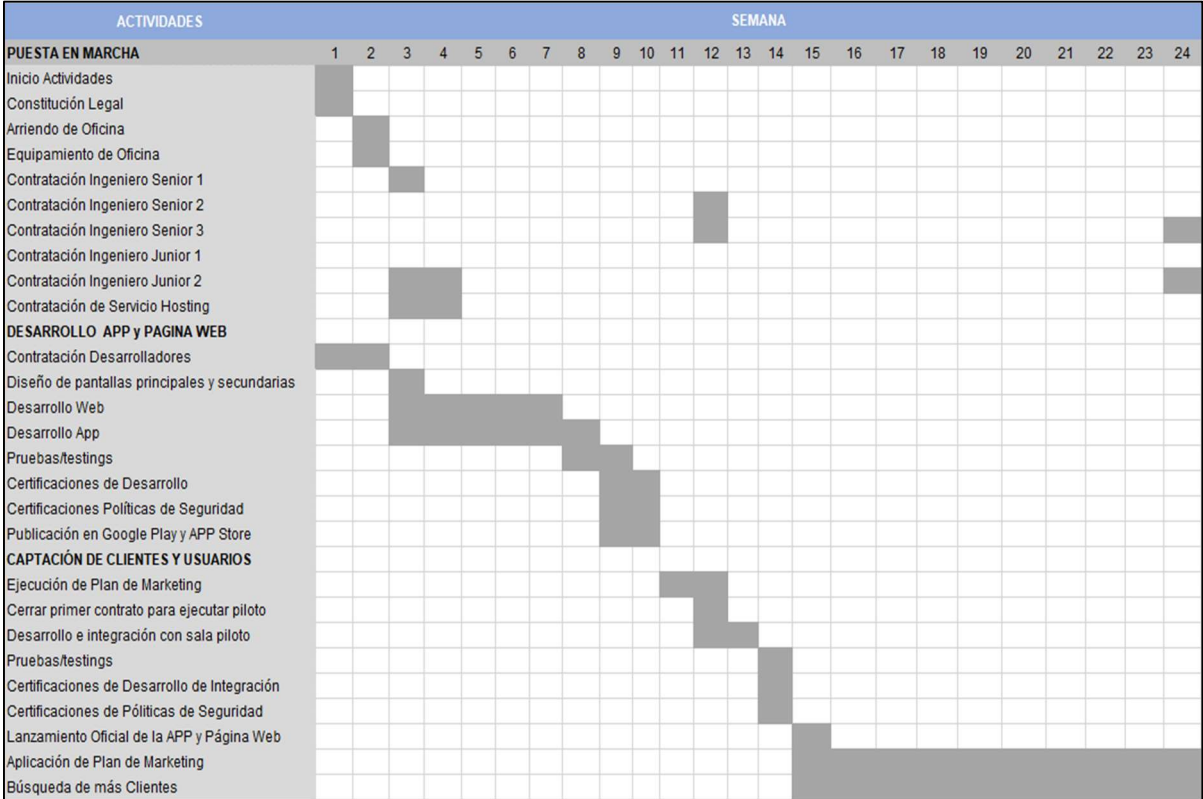 ACTIVIDADES SEMANA
PUESTA EN MARCHA 1 2 3 4 5 6 7 8 9 10 11 12 13 14 15 16 17 18 19 20 21 22 23 24
Inicio Actividades
Constitución Legal
Arriendo de Oficina
Equipamiento de Oficina
Contratación Ingeniero Senior 1
Contratación Ingeniero Senior 2
Contratación Ingeniero Senior 3
Contratación Ingeniero Junior 1
Contratación Ingeniero Junior 2
Contratación de Servicio Hosting
DESARROLLO APP y PAGINA WEB
Contratación Desarrolladores
Diseño de pantallas principales y secundarias
Desarrollo Web
Desarrollo App
Pruebas/testings
Certificaciones de Desarrollo
Certificaciones Políticas de Seguridad
Publicación en Google Play y APP Store
CAPTACIÓN DE CLIENTES Y USUARIOS
Ejecución de Plan de Marketing
Cerrar primer contrato para ejecutar piloto
Desarrollo e integración con sala piloto
Pruebas/testings
Certificaciones de Desarrollo de Integración
Certificaciones de Póliticas de Seguridad
Lanzamiento Oficial de la APP y Página Web
Aplicación de Plan de Marketing
Búsqueda de más Clientes